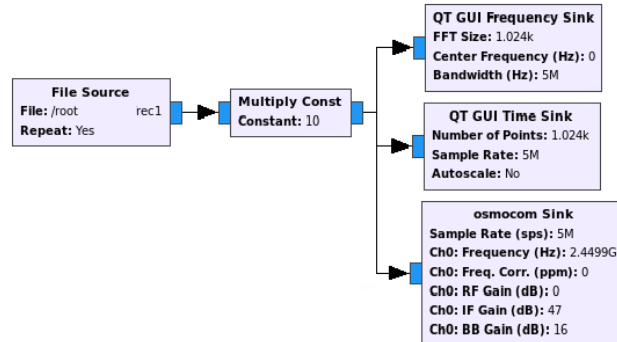 File Source
File: /root rec1
Repeat: Yes
Multiply Const
Constant: 10
QT GUI Frequency Sink
FFT Size: 1.024k
Center Frequency (Hz): 0
Bandwidth (Hz): 5M
QT GUI Time Sink
Number of Points: 1.024k
Sample Rate: 5M
Autoscale: No
osmocom Sink
Sample Rate (sps): 5M
Ch0: Frequency (Hz): 2.4499G
Ch0: Freq. Corr. (ppm): 0
Ch0: RF Gain (dB): 0
Ch0: IF Gain (dB): 47
Ch0: BB Gain (dB): 16